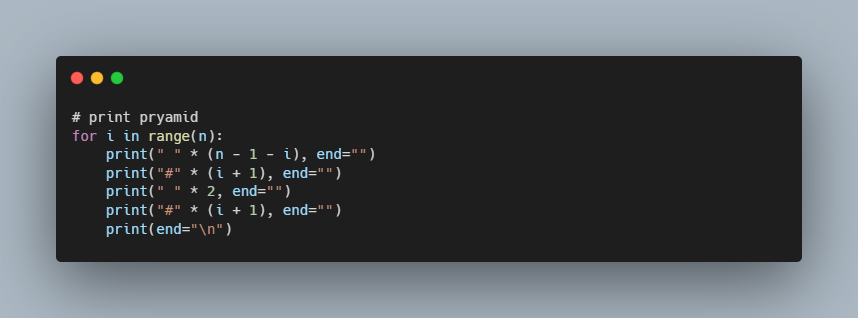 # print pryamid
for i in range(n):
    print(" " * (n - 1 - i), end="")
    print("#" * (i + 1), end="")
    print(" " * 2, end="")
    print("#" * (i + 1), end="")
    print(end="\n")